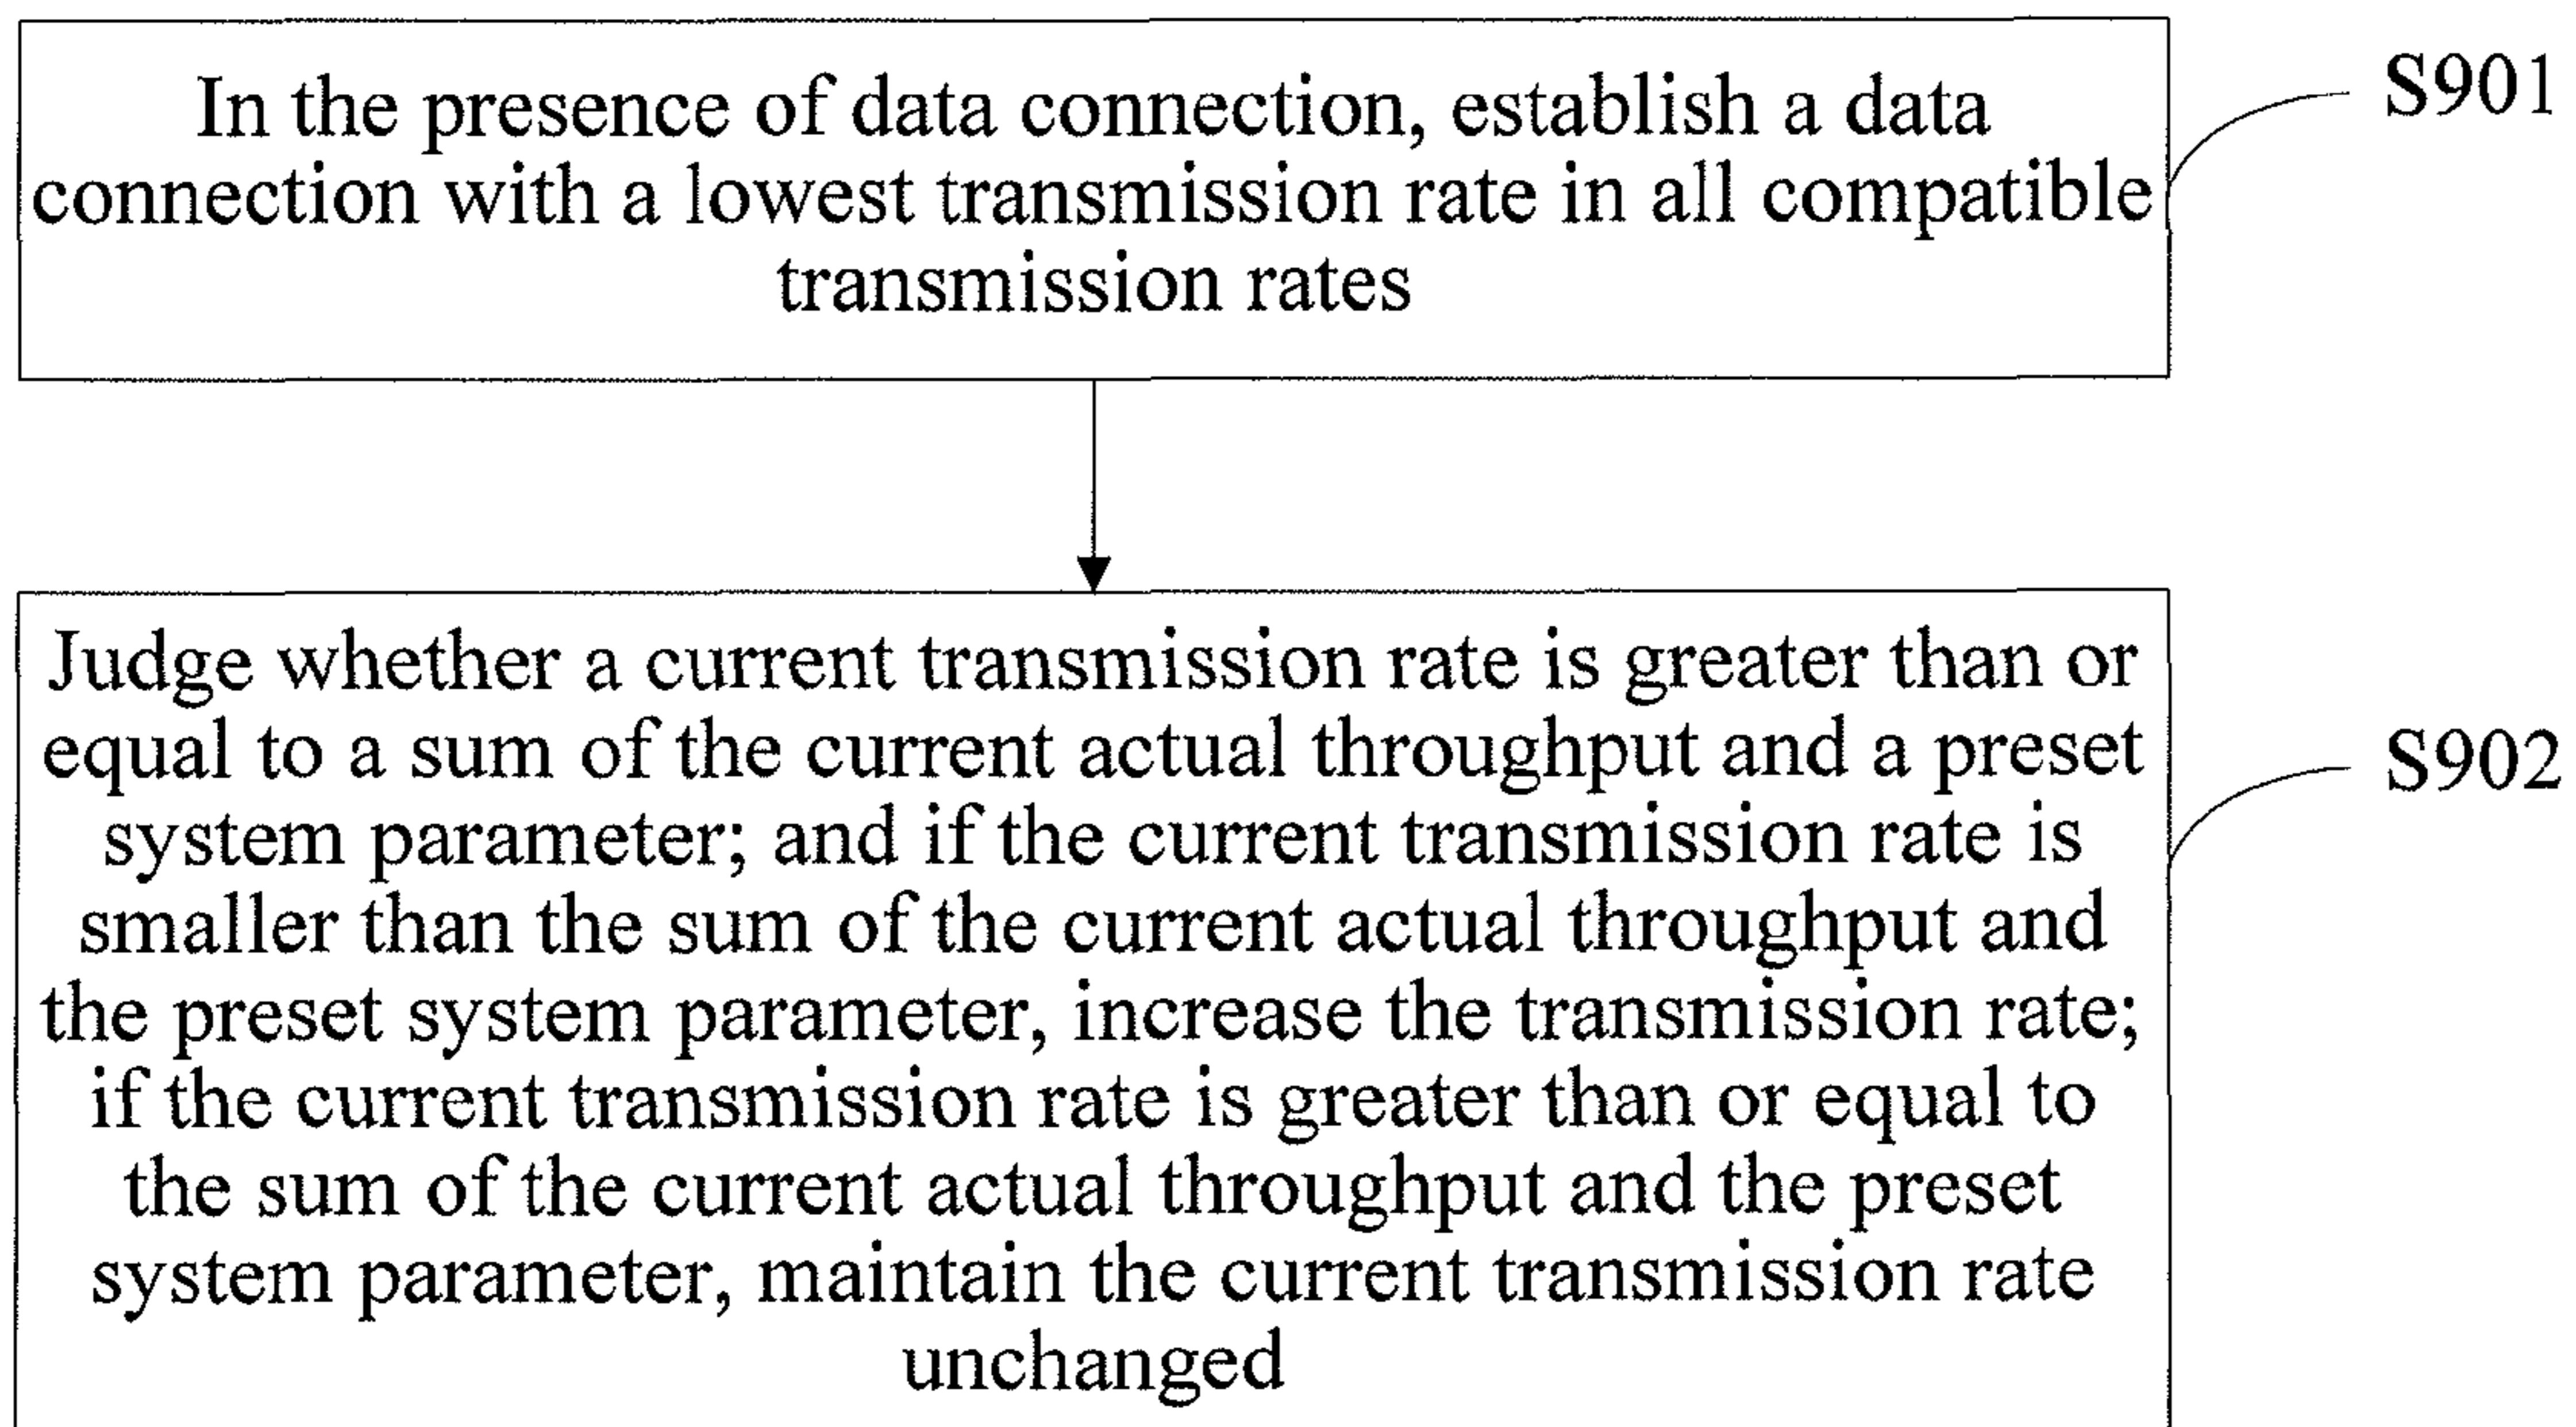 In the presence of data connection, establish a data
connection with a lowest transmission rate in all compatible
transmission rates
S901
Judge whether a current transmission rate is greater than or
equal to a sum of the current actual throughput and a preset
system parameter; and if the current transmission rate is
smaller than the sum of the current actual throughput and
the preset system parameter, increase the transmission rate;
if the current transmission rate is greater than or equal to
the sum of the current actual throughput and the preset
system parameter, maintain the current transmission rate
unchanged
S902